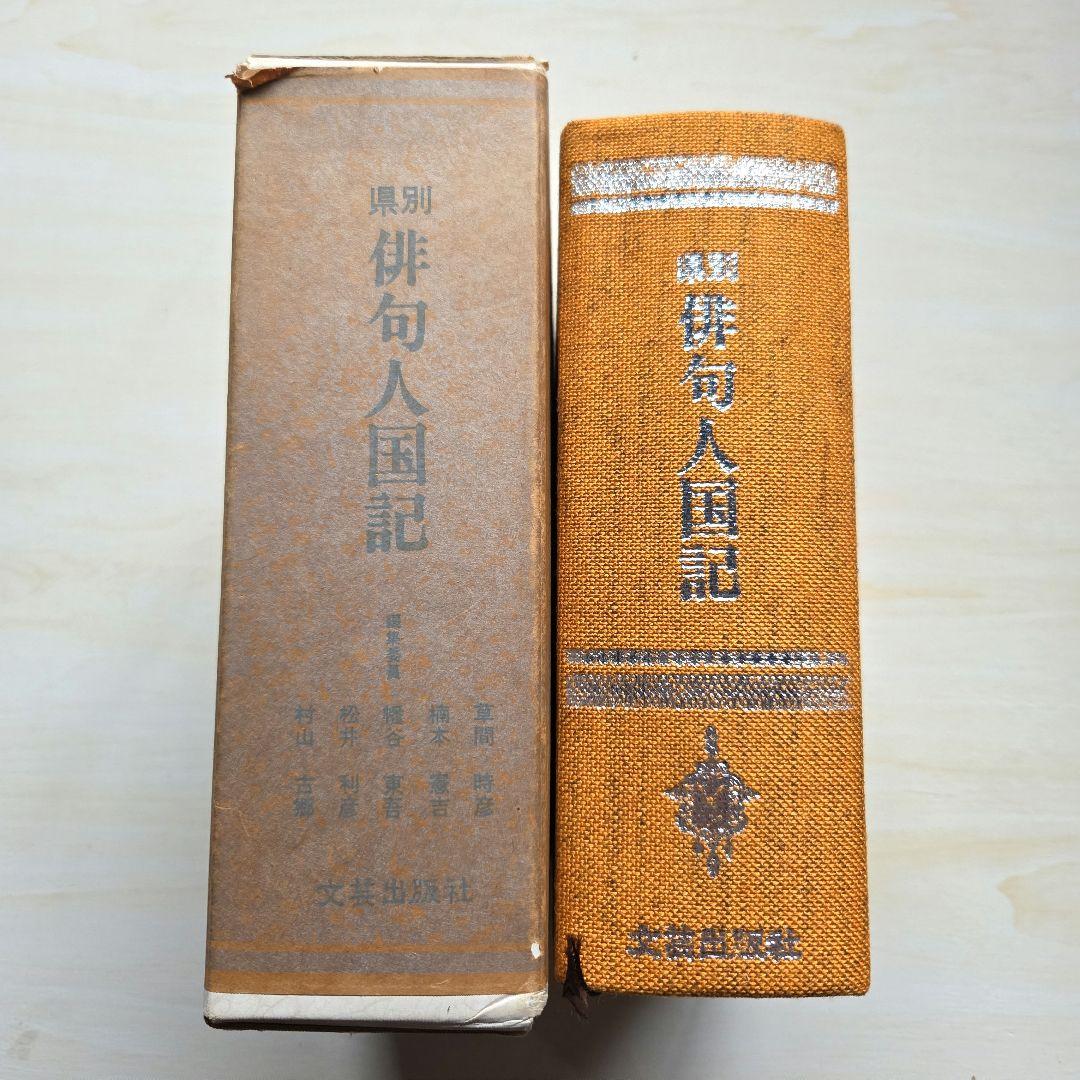 県別
俳句人国記
編集委員
草間 時彦
楠本 憲吉
幡谷 東吾
松井 利彦
村山 古郷
文芸出版社
県別
俳句人国記
文芸出版社